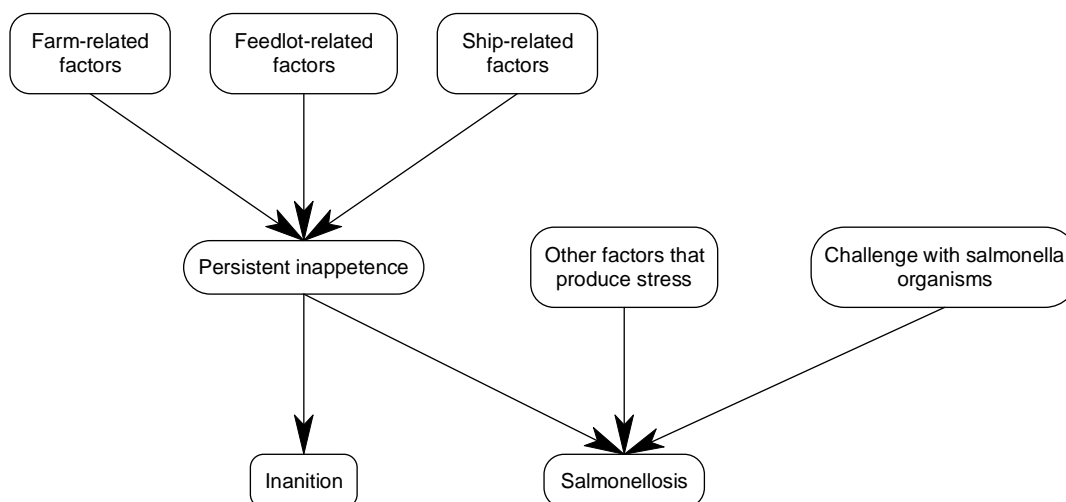 Farm-related
factors
Feedlot-related
factors
Ship-related
factors
Persistent inappetence
Other factors that
produce stress
Challenge with salmonella
organisms
Inanition
Salmonellosis